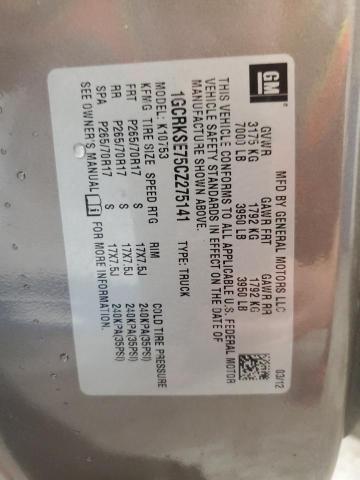 GM
MFD BY GENERAL MOTORS LLC 03/12
GVWR GAWR FRT GAWR RR
3175 KG 1792 KG 1792 KG
7000 LB 3950 LB 3950 LB
THIS VEHICLE CONFORMS TO ALL APPLICABLE U.S. FEDERAL MOTOR
VEHICLE SAFETY STANDARDS IN EFFECT ON THE DATE OF
MANUFACTURE SHOWN ABOVE.
1GCRKSE75CZ275141 TYPE: TRUCK
MODEL: K10753
KFMG TIRE SIZE SPEED RTG RIM COLD TIRE PRESSURE
FRT P265/70R17 S 17X7.5J 240KPA(35PSI)
RR P265/70R17 S 17X7.5J 240KPA(35PSI)
SPA P265/70R17 S 17X7.5J 240KPA(35PSI)
SEE OWNER'S MANUAL FOR MORE INFORMATION.